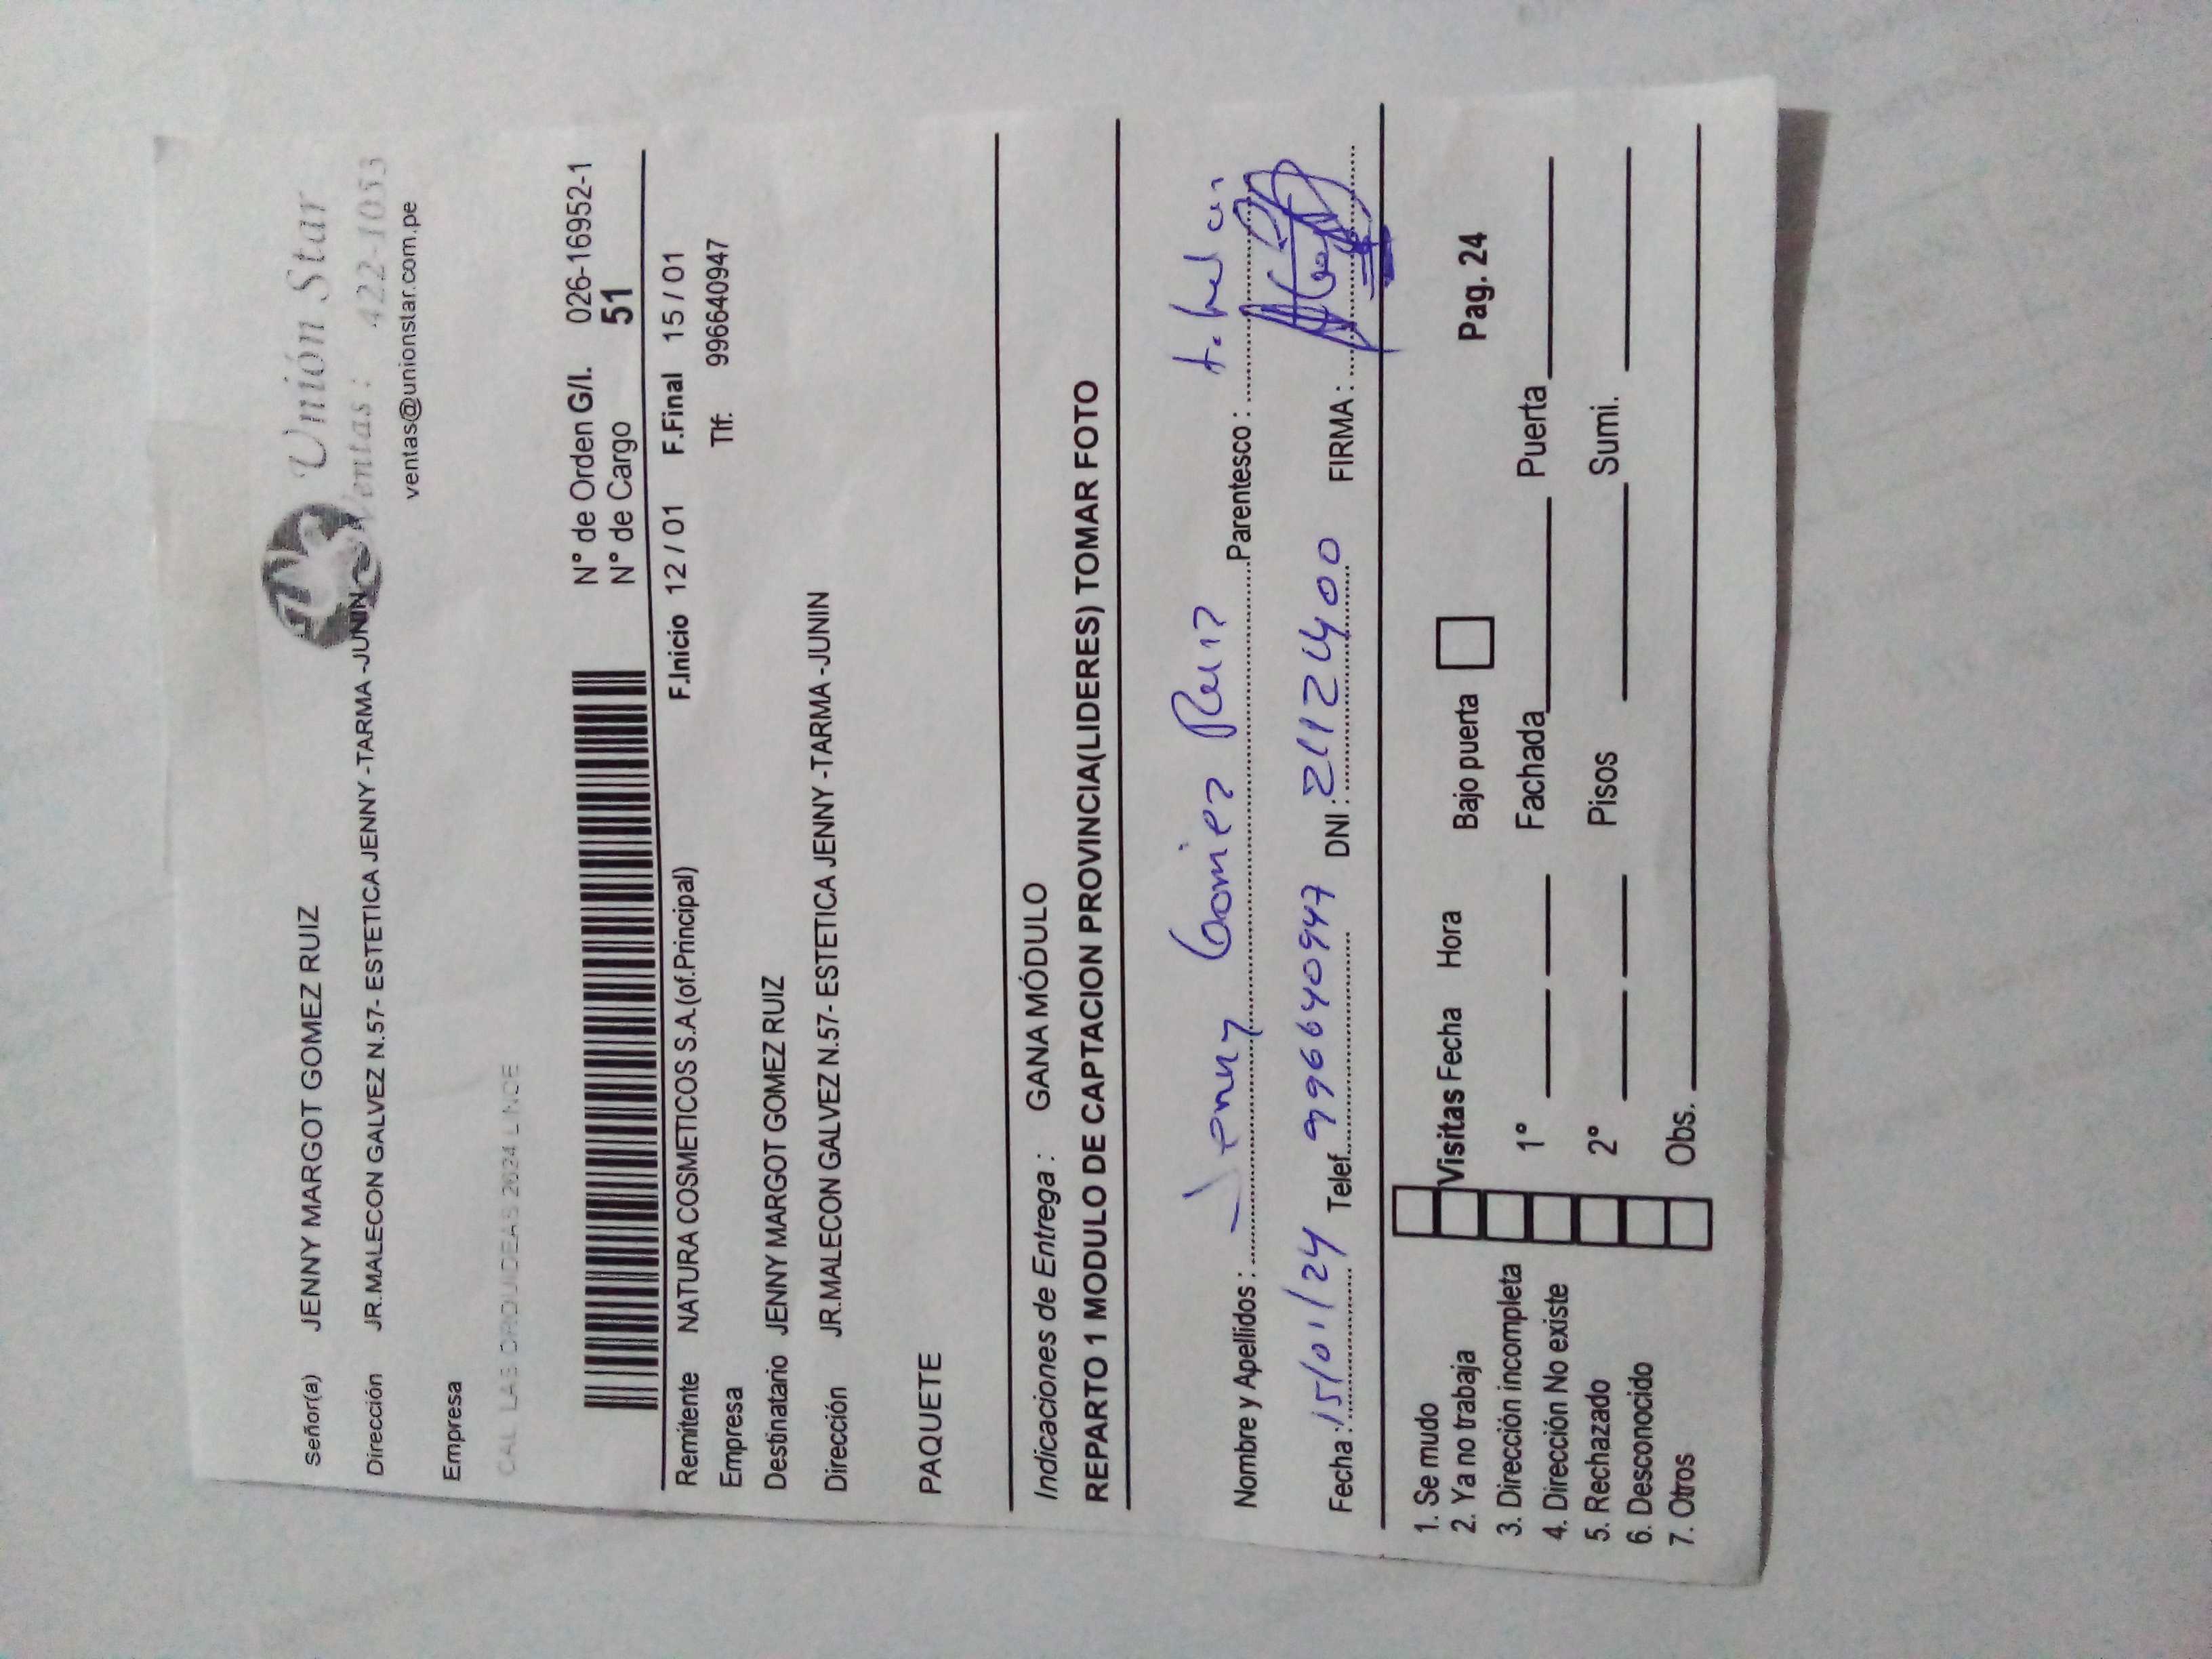 Unión Star
Ventas: 422-1053
ventas@unionstar.com.pe
Señor(a) JENNY MARGOT GOMEZ RUIZ
Dirección JR.MALECON GALVEZ N.57- ESTETICA JENNY -TARMA -JUNIN
Empresa
CAL LAS ORQUIDEAS 2624 LINCE
N° de Orden G/I. 026-16952-1
N° de Cargo 51
Remitente NATURA COSMETICOS S.A.(of.Principal) F.Inicio 12 / 01 F.Final 15 / 01
Empresa Tlf. 996640947
Destinatario JENNY MARGOT GOMEZ RUIZ
Dirección JR.MALECON GALVEZ N.57- ESTETICA JENNY -TARMA -JUNIN
PAQUETE
Indicaciones de Entrega : GANA MÓDULO
REPARTO 1 MODULO DE CAPTACION PROVINCIA(LIDERES) TOMAR FOTO
Nombre y Apellidos : Jenny Gomez Ruiz Parentesco :
Fecha : 15/01/24 Telef. 996640947 DNI : 21124400 FIRMA :
1. Se mudo
2. Ya no trabaja
3. Dirección incompleta
4. Dirección No existe
5. Rechazado
6. Desconocido
7. Otros
Visitas Fecha Hora Bajo puerta Pag. 24
1° Fachada Puerta
2° Pisos Sumi.
Obs.